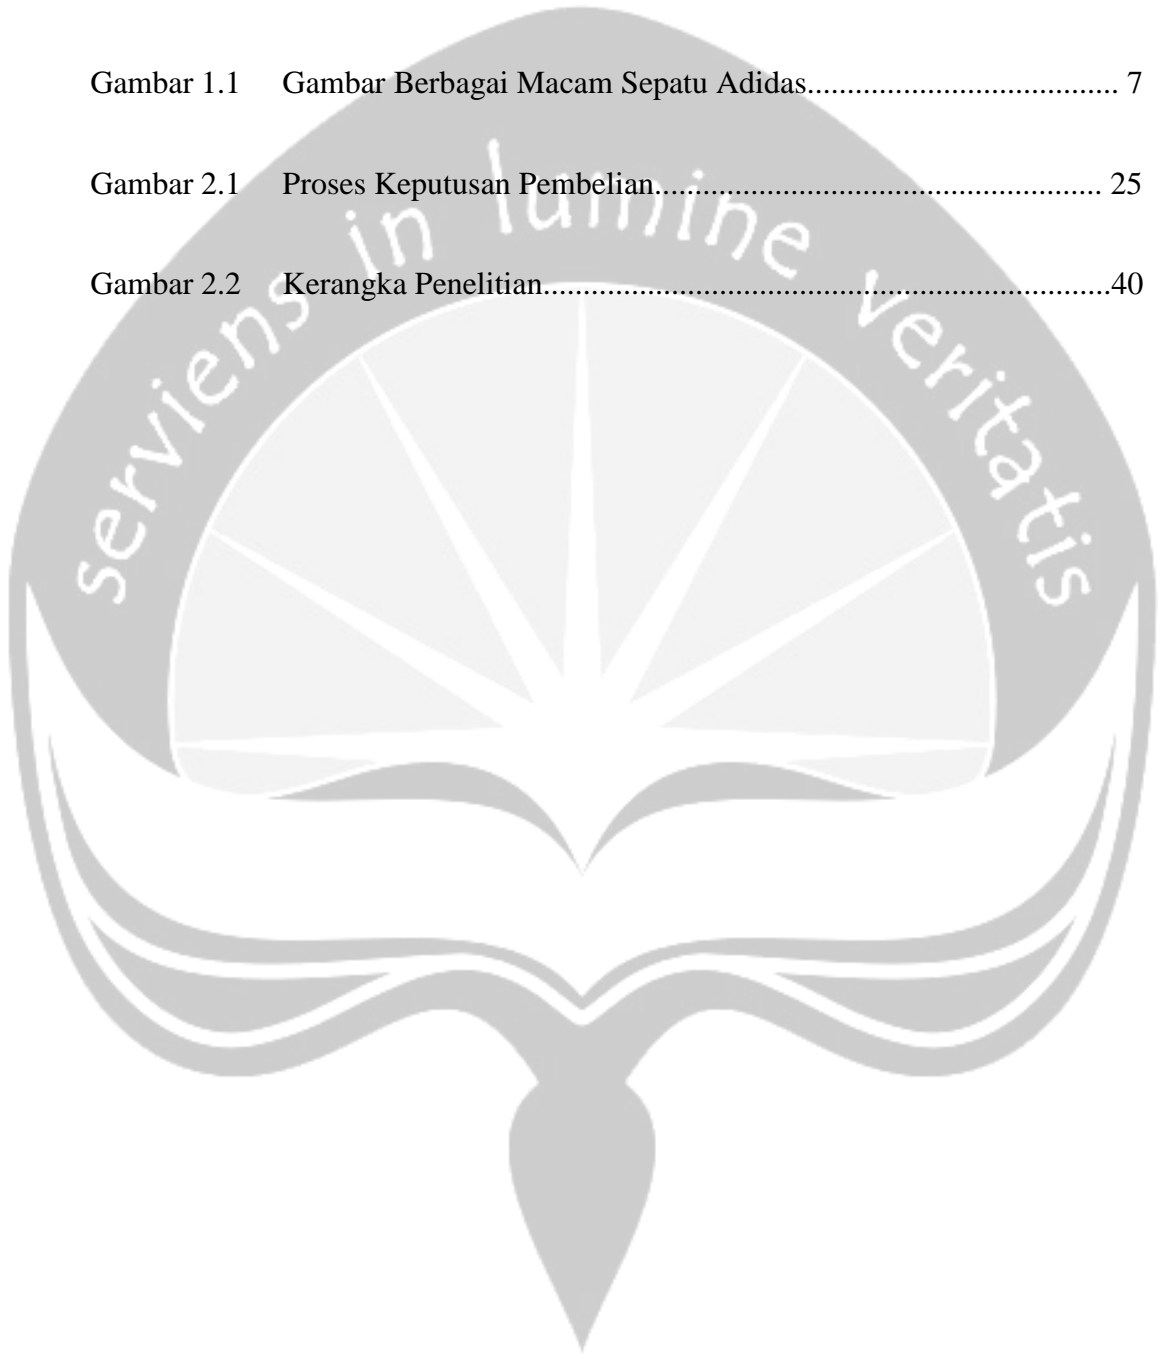 Gambar 1.1 Gambar Berbagai Macam Sepatu Adidas....................................... 7
Gambar 2.1 Proses Keputusan Pembelian........................................................ 25
Gambar 2.2 Kerangka Penelitian.......................................................................40
serviens in lumine veritatis